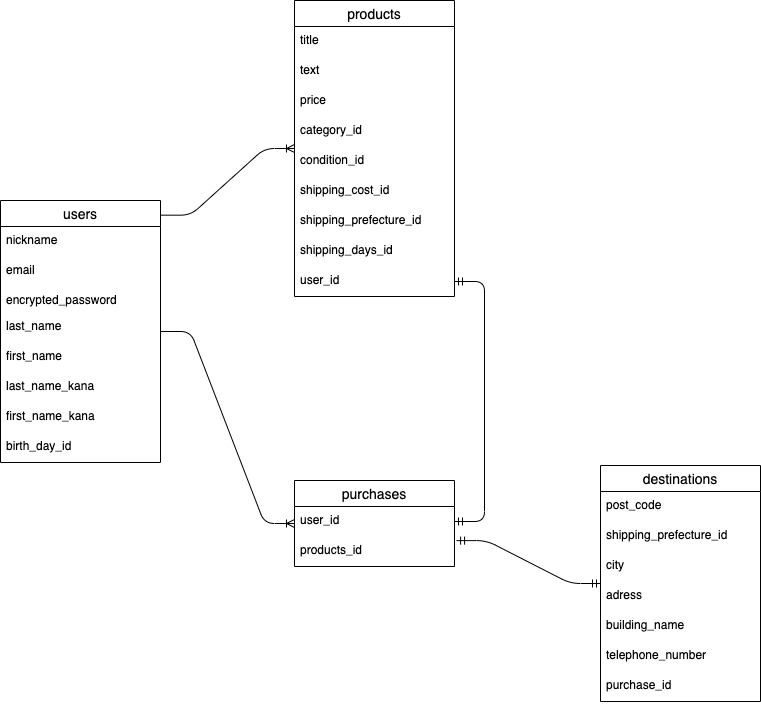 products
title
text
price
category_id
condition_id
shipping_cost_id
shipping_prefecture_id
shipping_days_id
user_id
users
nickname
email
encrypted_password
last_name
first_name
last_name_kana
first_name_kana
birth_day_id
purchases
user_id
products_id
destinations
post_code
shipping_prefecture_id
city
adress
building_name
telephone_number
purchase_id